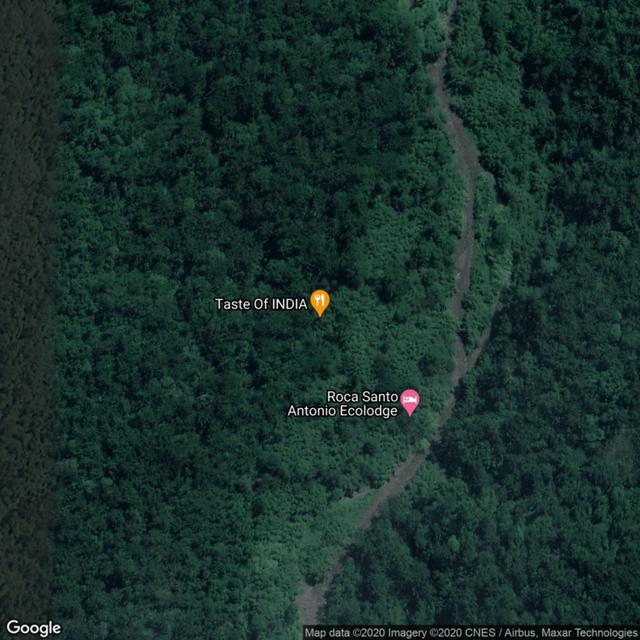 Taste Of INDIA
Roca Santo
Antonio Ecolodge
Google
Map data ©2020 Imagery ©2020 CNES / Airbus, Maxar Technologies